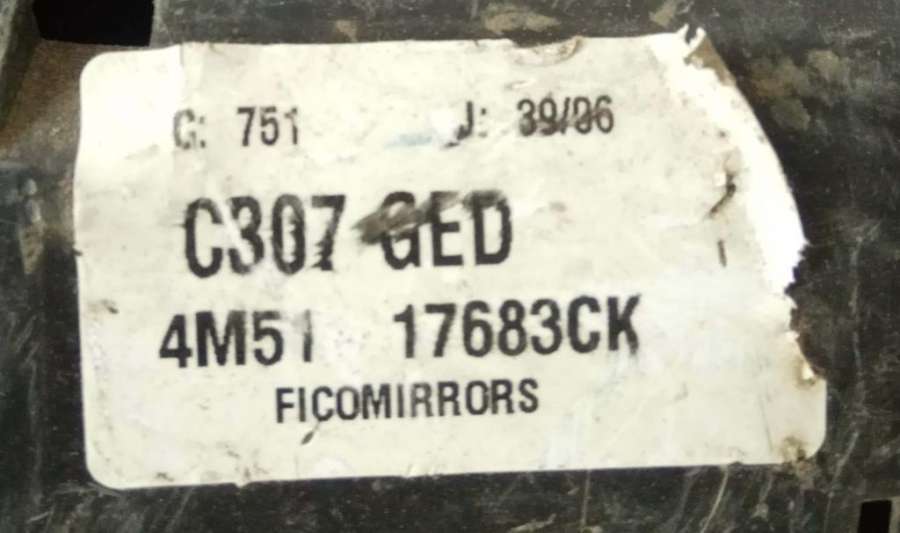 G: 751 J: 39/06
C307 GED
4M51 17683CK
FICOMIRRORS